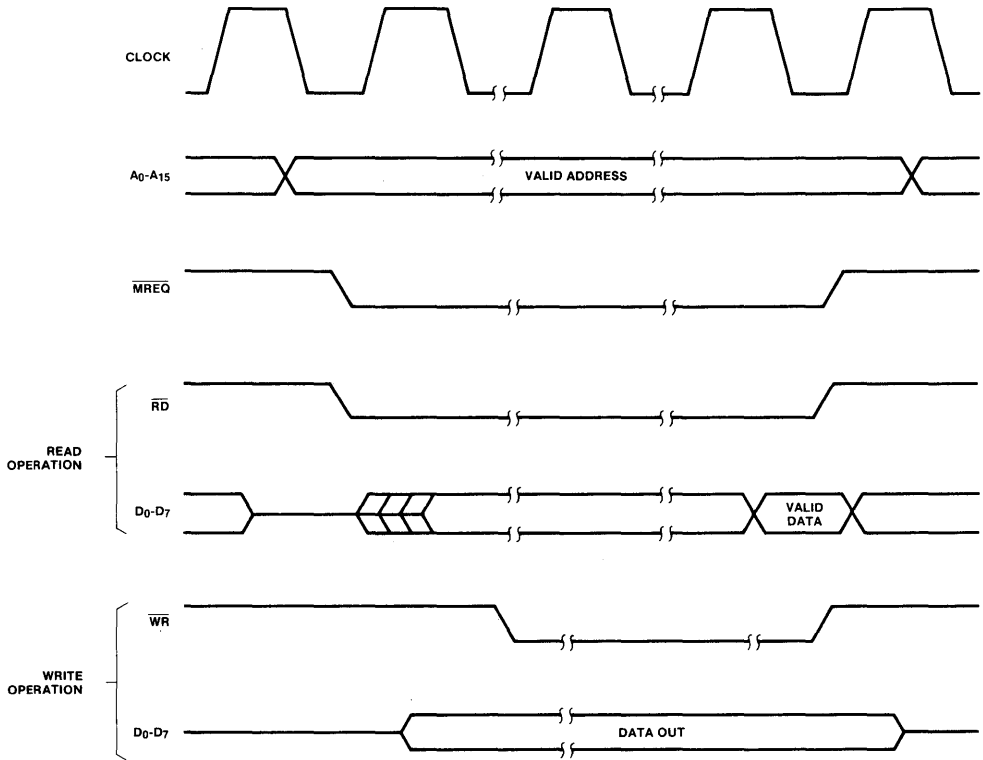 CLOCK
A0-A15
VALID ADDRESS
MREQ
RD
READ
OPERATION
D0-D7
VALID
DATA
WR
WRITE
OPERATION
D0-D7
DATA OUT